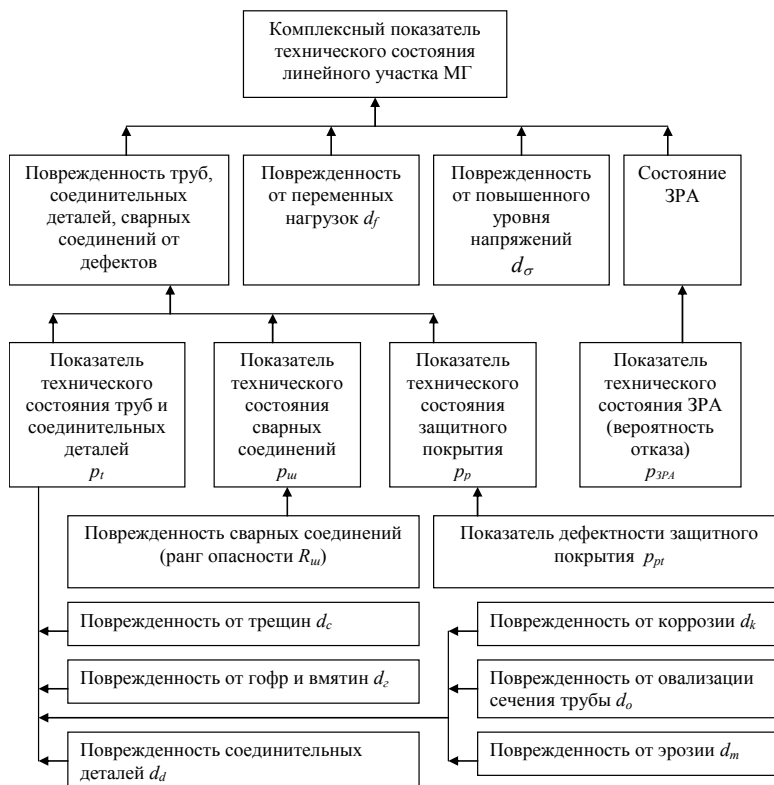 Комплексный показатель
технического состояния
линейного участка МГ
Поврежденность труб,
соединительных
деталей, сварных
соединений от
дефектов
Поврежденность
от переменных
нагрузок d_f
Поврежденность
от повышенного
уровня
напряжений
d_σ
Состояние
ЗРА
Показатель
технического
состояния труб и
соединительных
деталей
p_t
Показатель
технического
состояния
сварных
соединений
p_ш
Показатель
технического
состояния
защитного
покрытия
p_p
Показатель
технического
состояния ЗРА
(вероятность
отказа)
p_ЗРА
Поврежденность сварных соединений
(ранг опасности R_ш)
Показатель дефектности защитного
покрытия p_pt
Поврежденность от трещин d_c
Поврежденность от коррозии d_k
Поврежденность от гофр и вмятин d_г
Поврежденность от овализации
сечения трубы d_o
Поврежденность соединительных
деталей d_d
Поврежденность от эрозии d_m